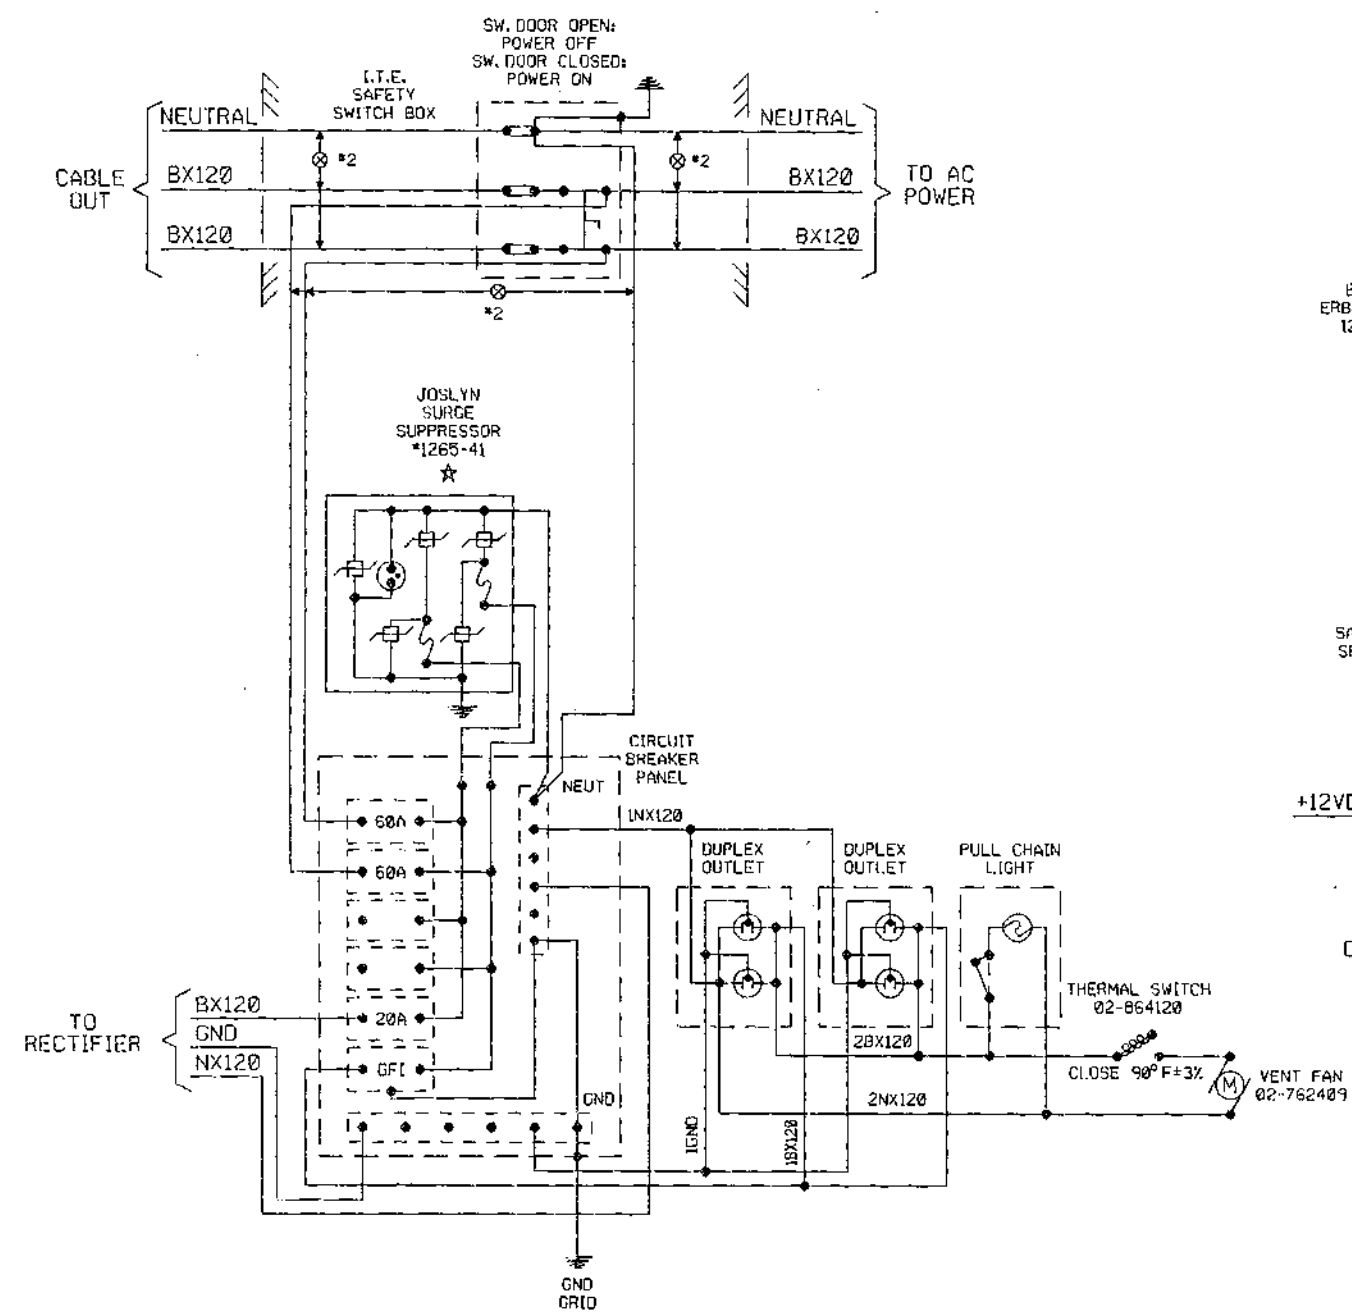 SW. DOOR OPEN:
POWER OFF
SW. DOOR CLOSED:
POWER ON
I.T.E.
SAFETY
SWITCH BOX
NEUTRAL
NEUTRAL
*2
*2
CABLE
OUT
BX120
BX120
TO AC
POWER
BX120
BX120
*2
JOSLYN
SURGE
SUPPRESSOR
*1265-41
CIRCUIT
BREAKER
PANEL
NEUT
60A
60A
20A
GFI
GND
1NX120
DUPLEX
OUTLET
DUPLEX
OUTLET
PULL CHAIN
LIGHT
THERMAL SWITCH
02-864120
CLOSE 90°F±3%
M
VENT FAN
02-762409
2BX120
2NX120
1GND
1BX120
TO
RECTIFIER
BX120
GND
NX120
GND
GRID
ERB
12
+12VD